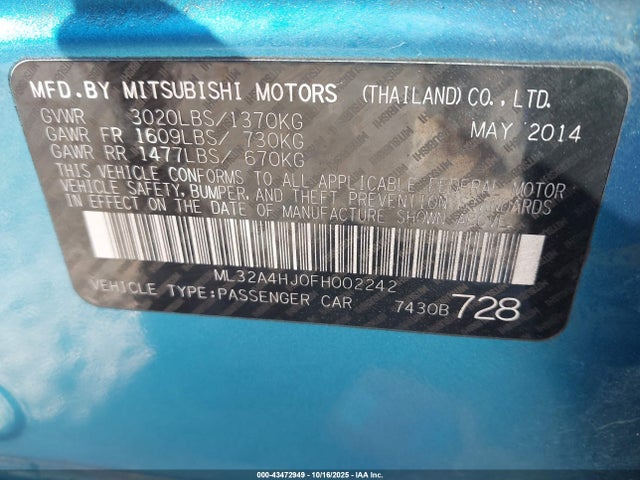 MFD.BY MITSUBISHI MOTORS (THAILAND) CO., LTD.
GVWR 3020LBS/1370KG MAY 2014
GAWR FR 1609LBS/ 730KG
GAWR RR 1477LBS/ 670KG
THIS VEHICLE CONFORMS TO ALL APPLICABLE FEDERAL MOTOR
VEHICLE SAFETY, BUMPER, AND THEFT PREVENTION STANDARDS
IN EFFECT ON THE DATE OF MANUFACTURE SHOWN ABOVE.
ML32A4HJ0FH002242
VEHICLE TYPE:PASSENGER CAR 7430B 728
000-43472949 | 10/16/2025 | IAA Inc.